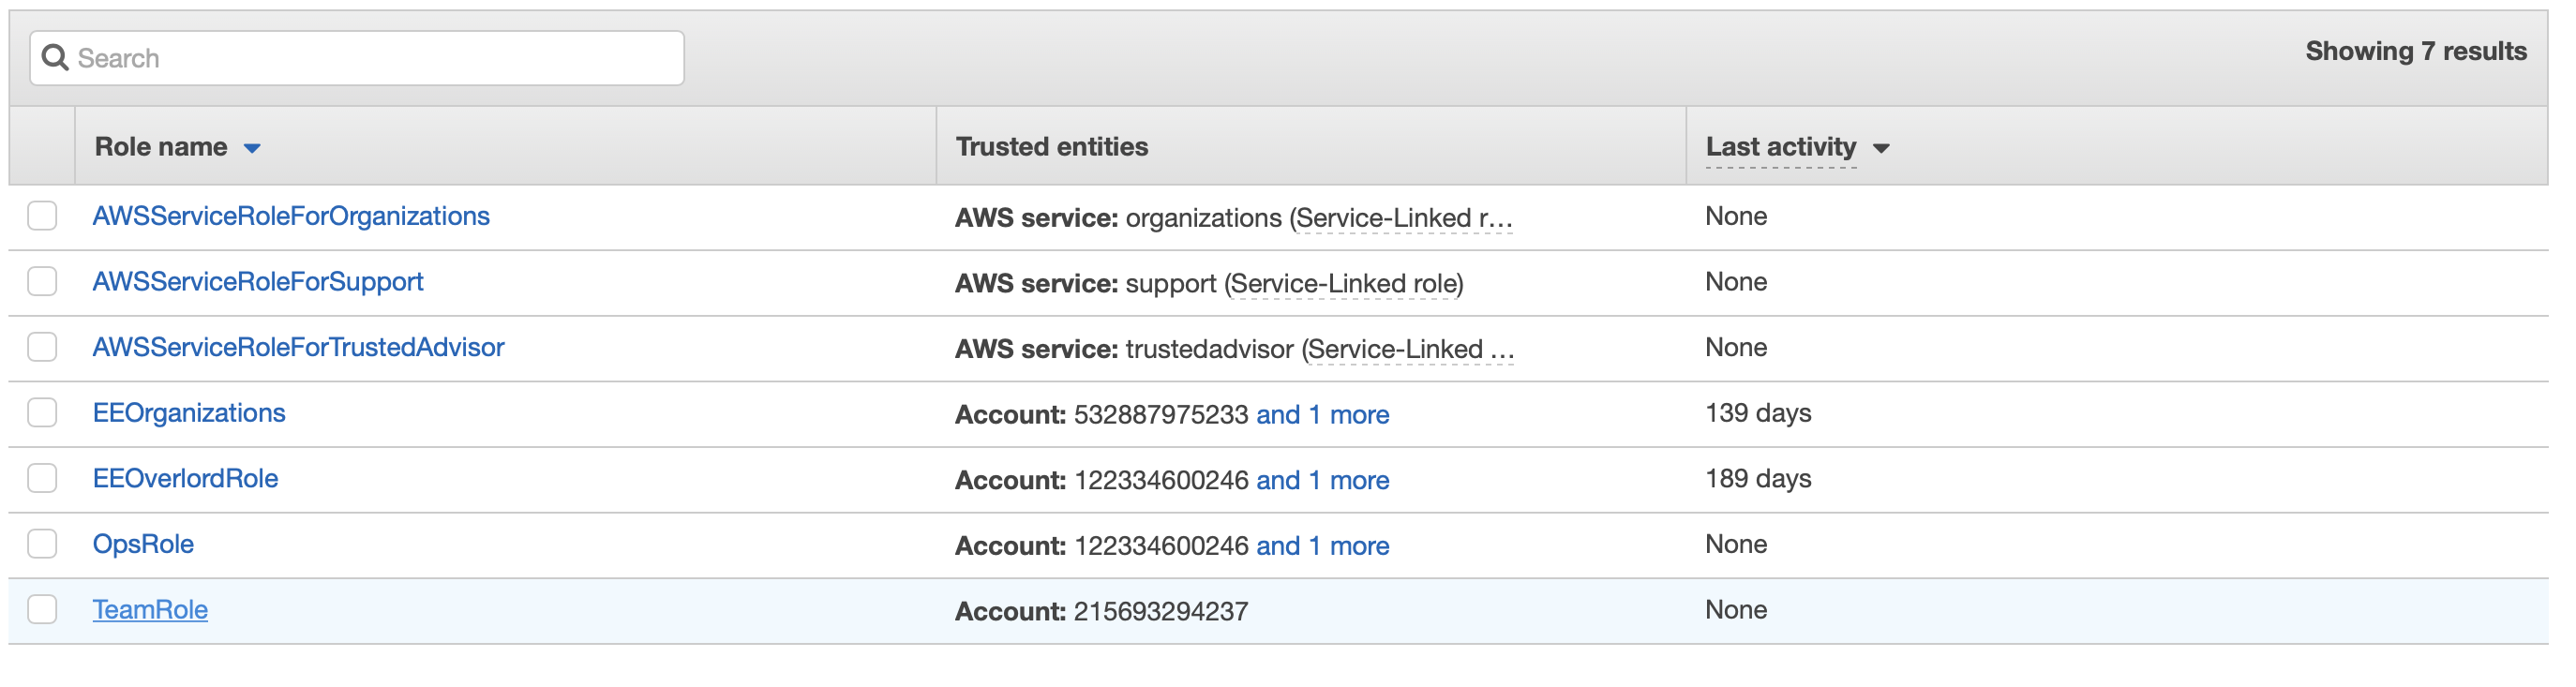 Search
Showing 7 results
Role name Trusted entities Last activity
AWSServiceRoleForOrganizations AWS service: organizations (Service-Linked r... None
AWSServiceRoleForSupport AWS service: support (Service-Linked role) None
AWSServiceRoleForTrustedAdvisor AWS service: trustedadvisor (Service-Linked ... None
EEOrganizations Account: 532887975233 and 1 more 139 days
EEOverlordRole Account: 122334600246 and 1 more 189 days
OpsRole Account: 122334600246 and 1 more None
TeamRole Account: 215693294237 None